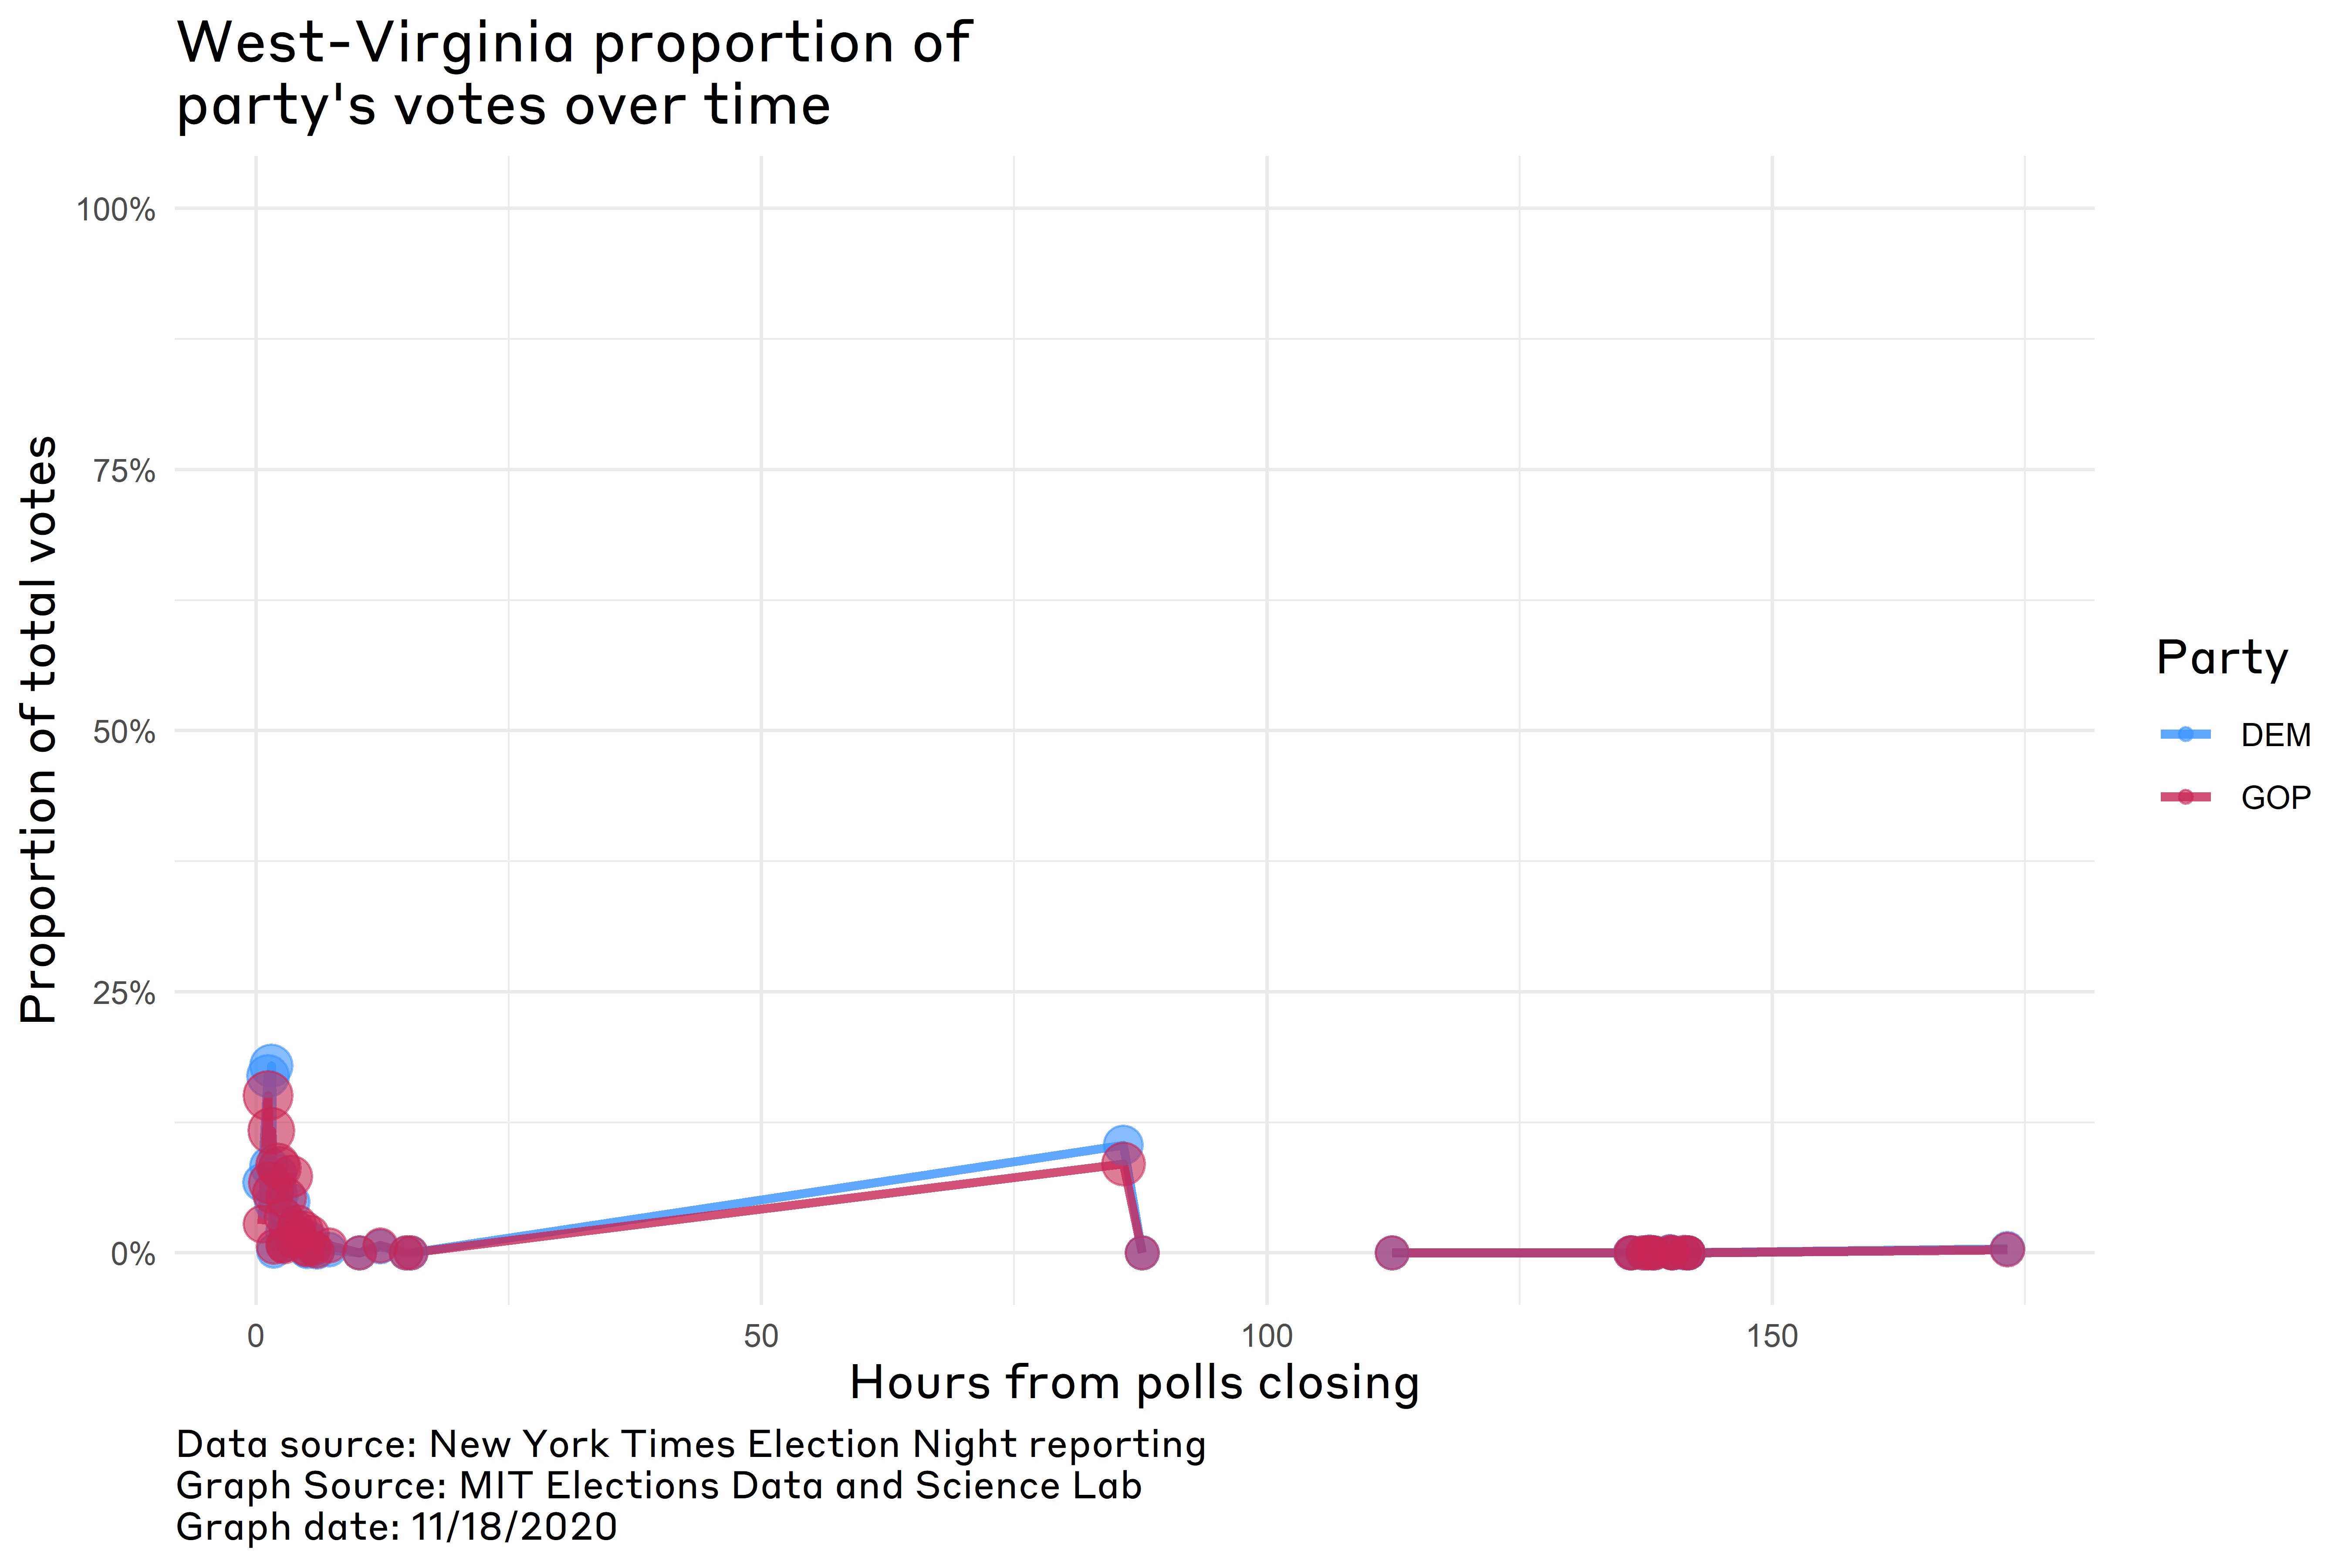 West-Virginia proportion of
party's votes over time
Proportion of total votes
100%
75%
50%
25%
0%
0
50
100
150
Hours from polls closing
Party
DEM
GOP
Data source: New York Times Election Night reporting
Graph Source: MIT Elections Data and Science Lab
Graph date: 11/18/2020